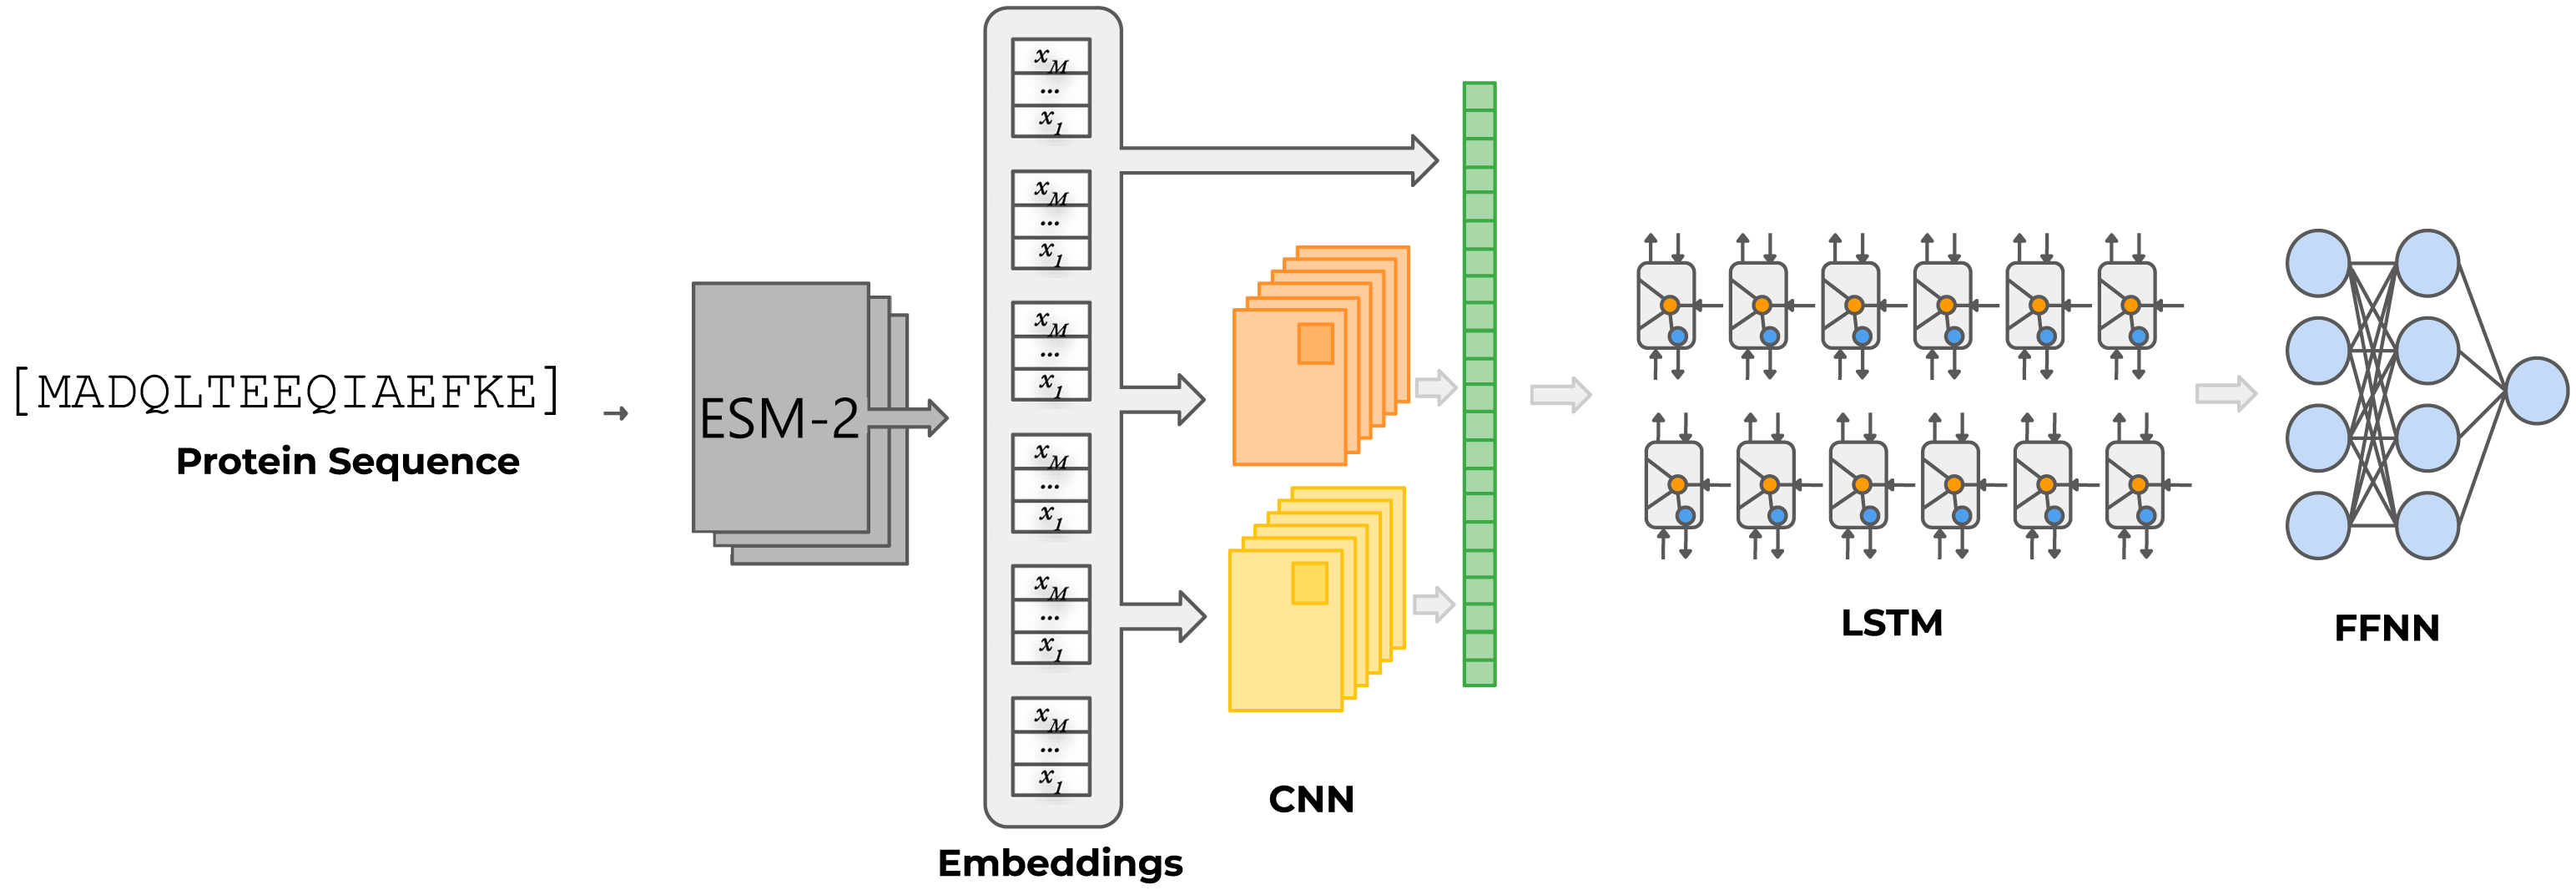 [MADQLTEEQIAEFKE]
Protein Sequence
ESM-2
x_M
...
x_1
x_M
...
x_1
x_M
...
x_1
x_M
...
x_1
x_M
...
x_1
x_M
...
x_1
Embeddings
CNN
LSTM
FFNN